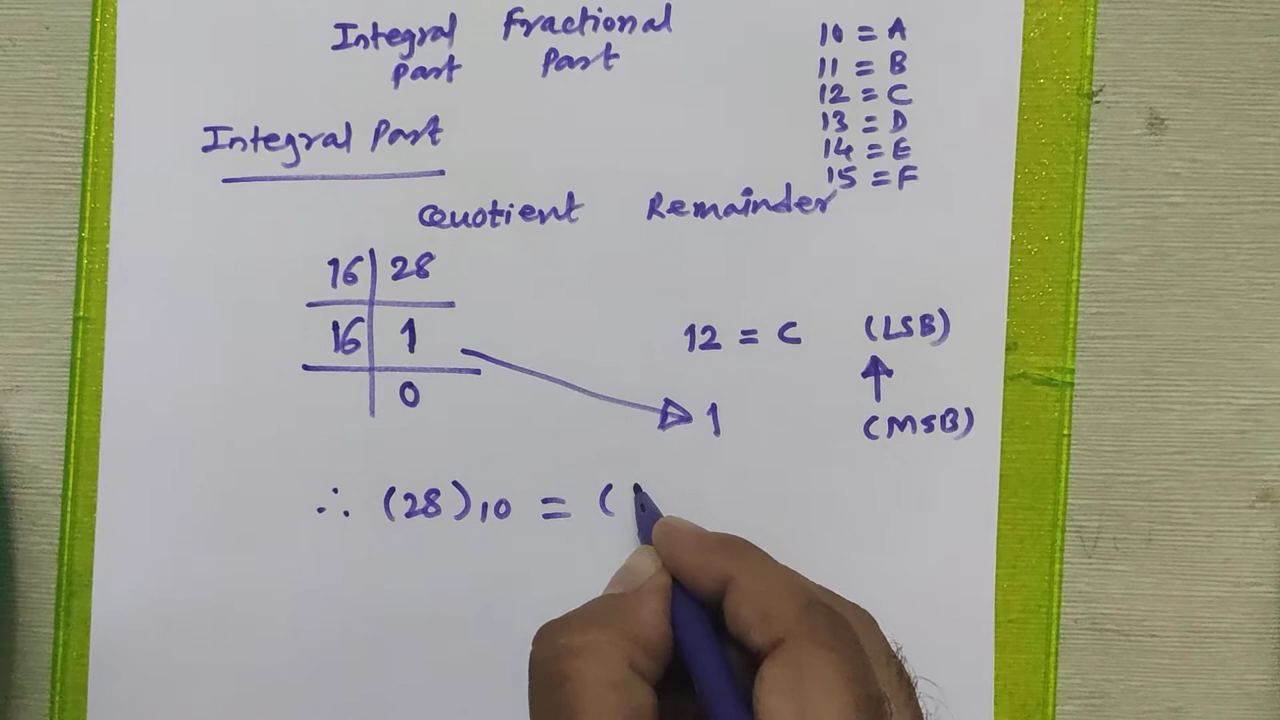 Integral Fractional
Part Part
10 = A
11 = B
12 = C
13 = D
14 = E
15 = F
Integral Part
Quotient Remainder
16 28
16 1 12 = C (LSB)
0 1 (MSB)
∴ (28)10 = (